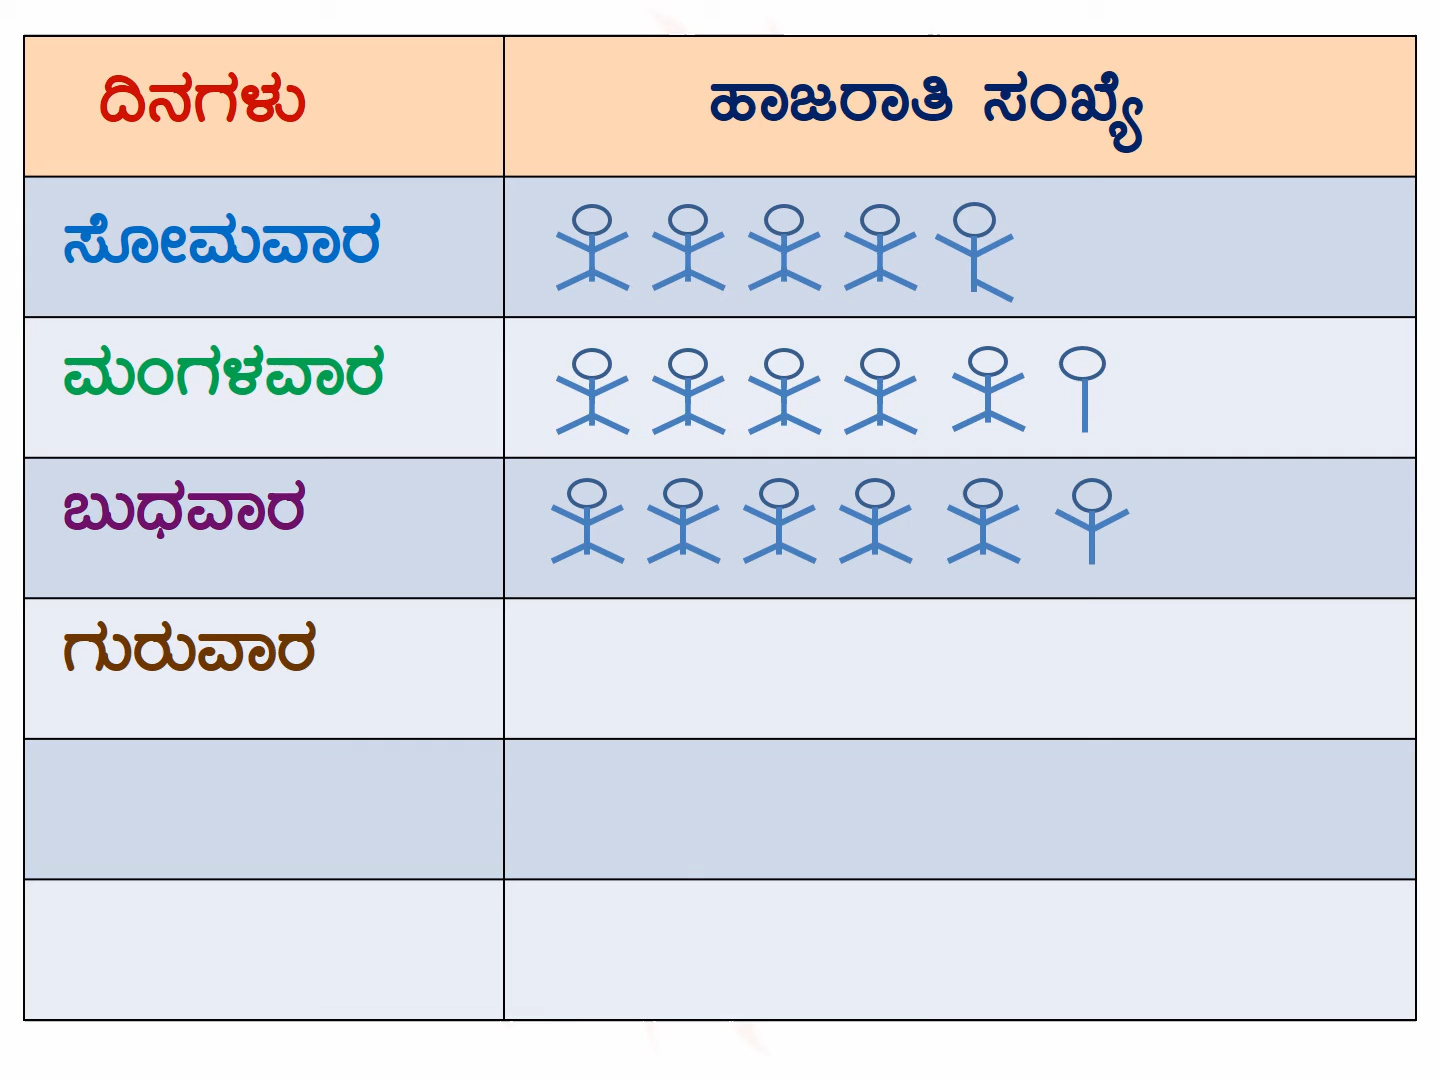 ದಿನಗಳು
ಹಾಜರಾತಿ ಸಂಖ್ಯೆ
ಸೋಮವಾರ
ಮಂಗಳವಾರ
ಬುಧವಾರ
ಗುರುವಾರ